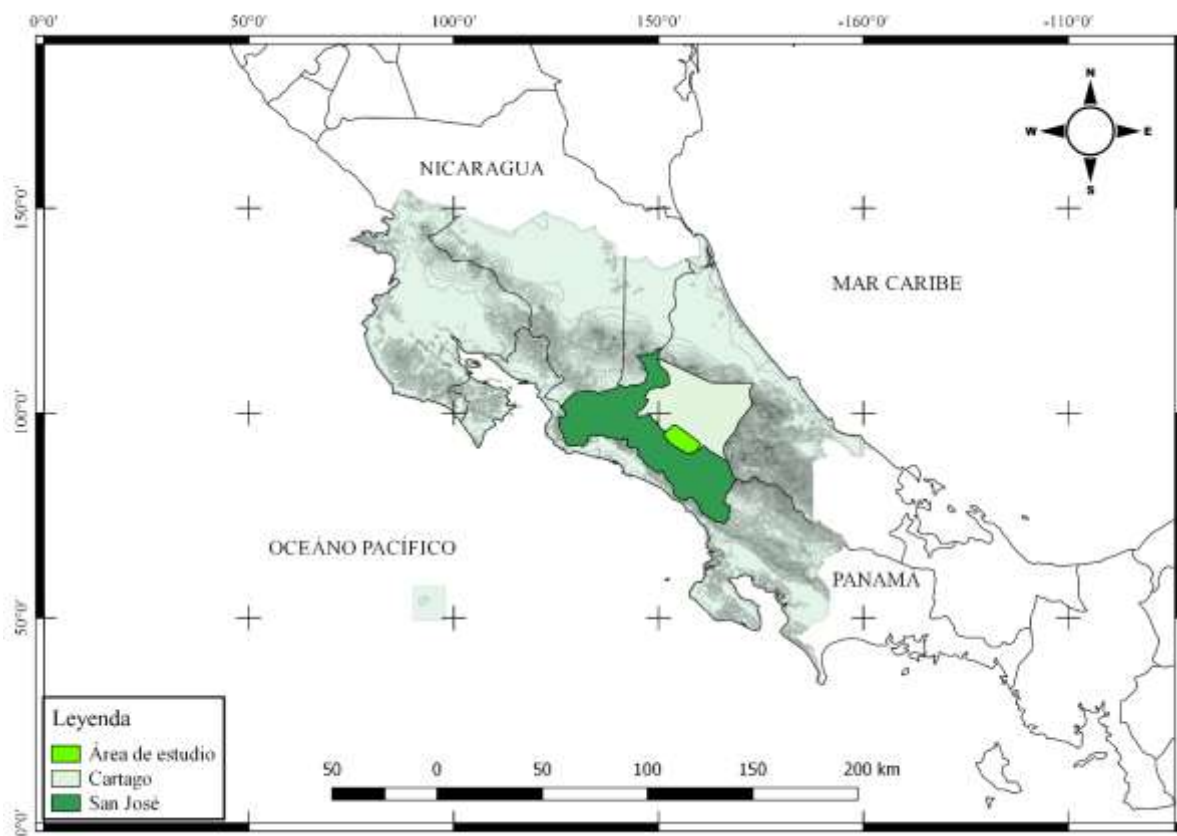 0°0' 50°0' 100°0' 150°0' -160°0' -110°0'
N
W E
S
NICARAGUA
150°0'
MAR CARIBE
100°0'
OCEÁNO PACÍFICO
PANAMÁ
50°0'
Leyenda
Área de estudio
Cartago
San José
50 0 50 100 150 200 km
0°0'